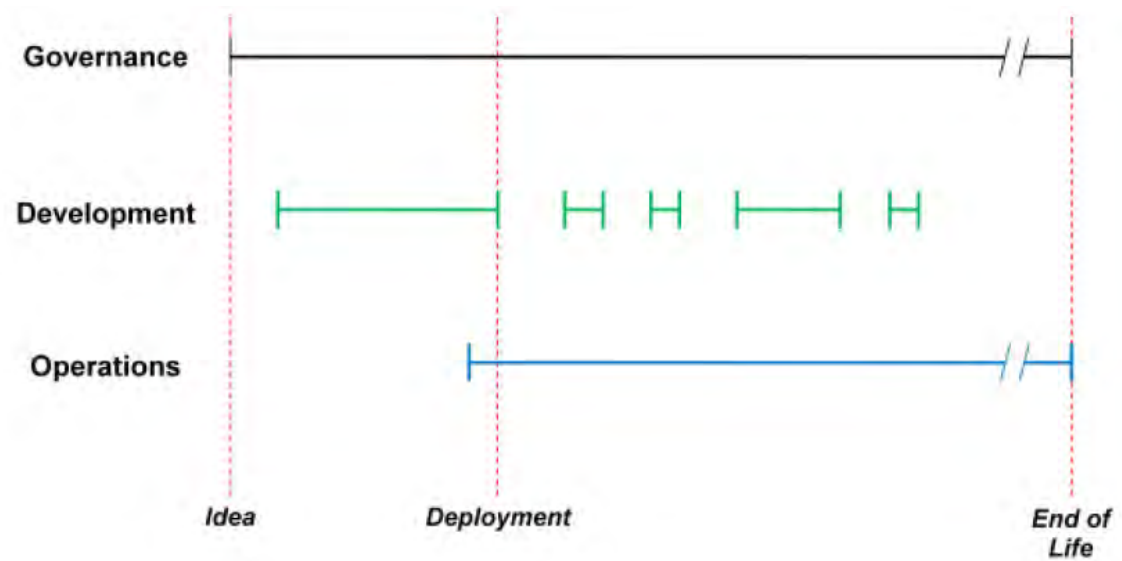 Governance
Development
Operations
Idea
Deployment
End of
Life